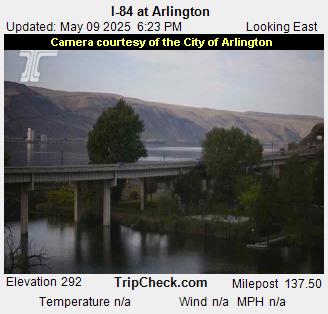 I-84 at Arlington
Updated: May 09 2025 6:23 PM Looking East
Camera courtesy of the City of Arlington
Elevation 292 TripCheck.com Milepost 137.50
Temperature n/a Wind n/a MPH n/a